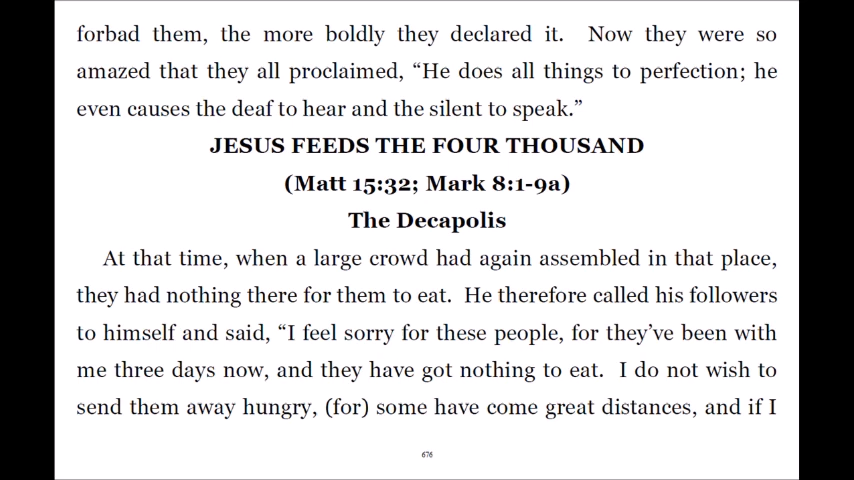 forbad them, the more boldly they declared it. Now they were so
amazed that they all proclaimed, “He does all things to perfection; he
even causes the deaf to hear and the silent to speak.”
JESUS FEEDS THE FOUR THOUSAND
(Matt 15:32; Mark 8:1-9a)
The Decapolis
At that time, when a large crowd had again assembled in that place,
they had nothing there for them to eat. He therefore called his followers
to himself and said, “I feel sorry for these people, for they’ve been with
me three days now, and they have got nothing to eat. I do not wish to
send them away hungry, (for) some have come great distances, and if I
676